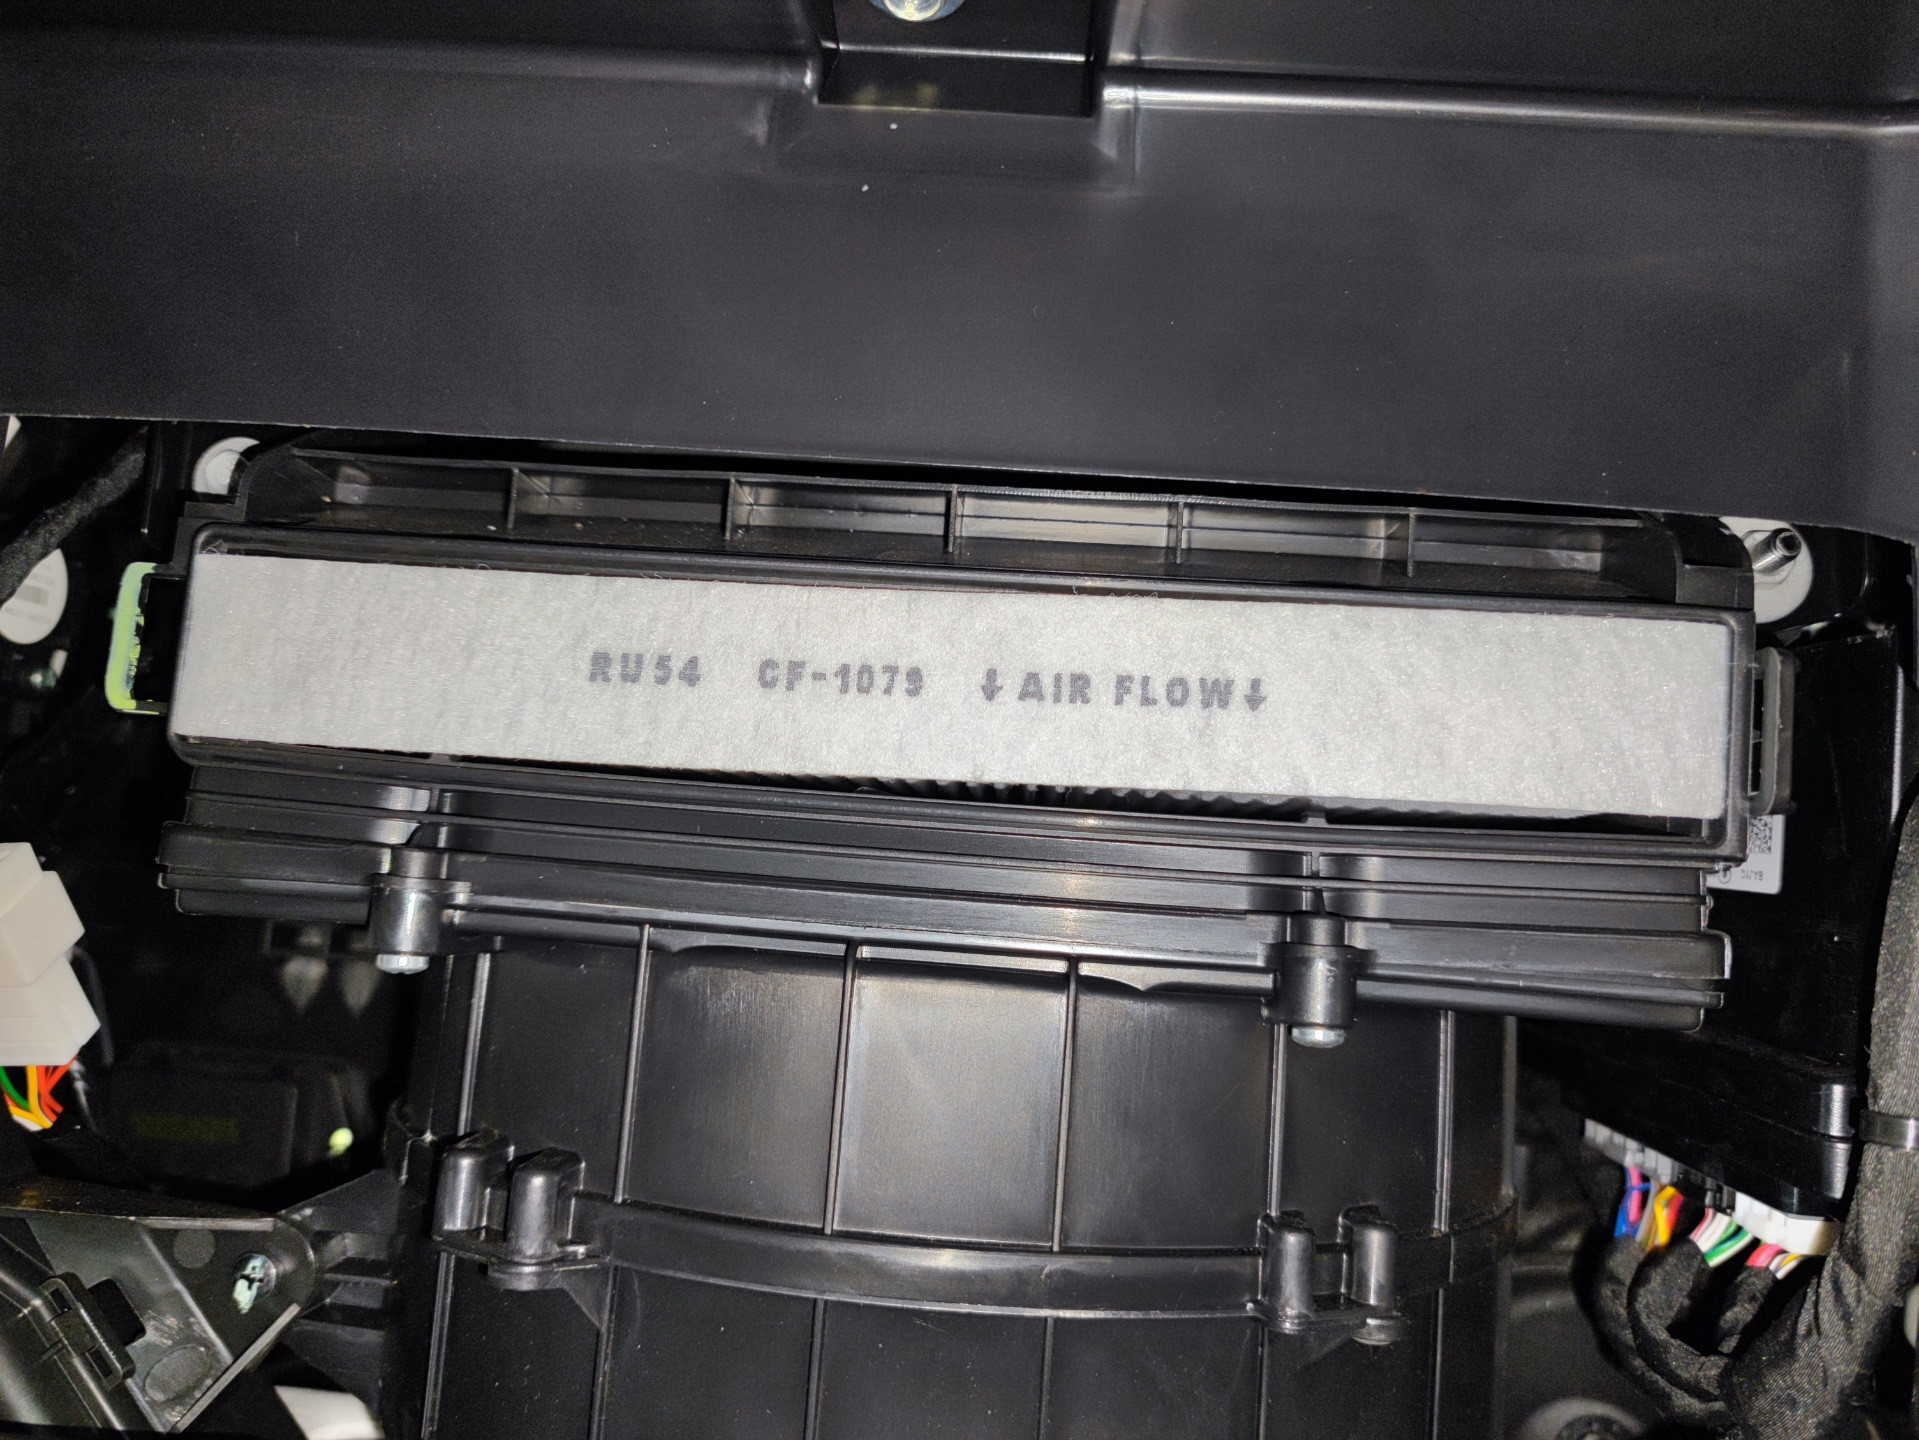 RU54 CF-1079 ↓AIR FLOW↓